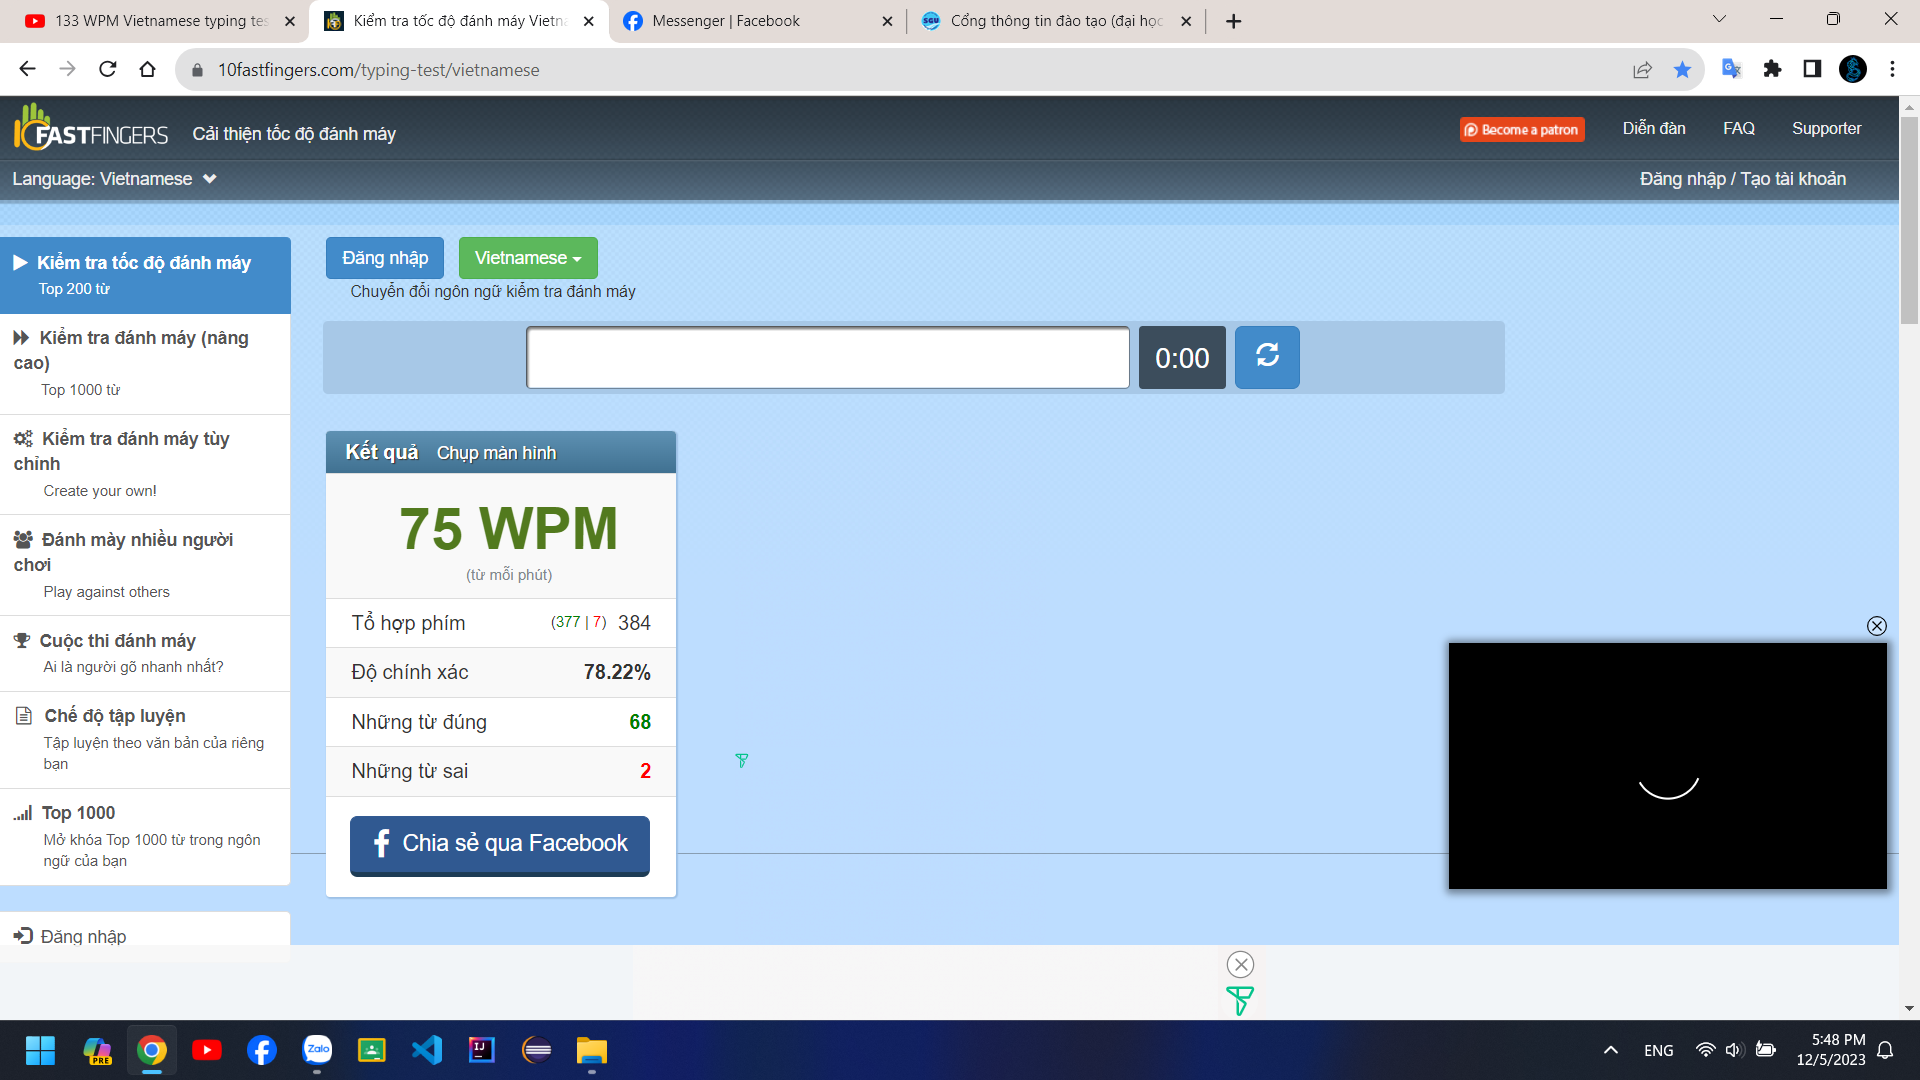 133 WPM Vietnamese typing tes
Kiểm tra tốc độ đánh máy Vietna
Messenger | Facebook
SGU Cổng thông tin đào tạo (đại học
10fastfingers.com/typing-test/vietnamese
10FASTFINGERS
Cải thiện tốc độ đánh máy
Become a patron
Diễn đàn
FAQ
Supporter
Language: Vietnamese
Đăng nhập / Tạo tài khoản
Kiểm tra tốc độ đánh máy
Top 200 từ
Kiểm tra đánh máy (nâng
cao)
Top 1000 từ
Kiểm tra đánh máy tùy
chỉnh
Create your own!
Đánh mày nhiều người
chơi
Play against others
Cuộc thi đánh máy
Ai là người gõ nhanh nhất?
Chế độ tập luyện
Tập luyện theo văn bản của riêng
bạn
Top 1000
Mở khóa Top 1000 từ trong ngôn
ngữ của bạn
Đăng nhập
Đăng nhập
Vietnamese
Chuyển đổi ngôn ngữ kiểm tra đánh máy
0:00
Kết quả Chụp màn hình
75 WPM
(từ mỗi phút)
Tổ hợp phím (377 | 7) 384
Độ chính xác 78.22%
Những từ đúng 68
Những từ sai 2
Chia sẻ qua Facebook
PRE
Zalo
IJ
ENG
5:48 PM
12/5/2023